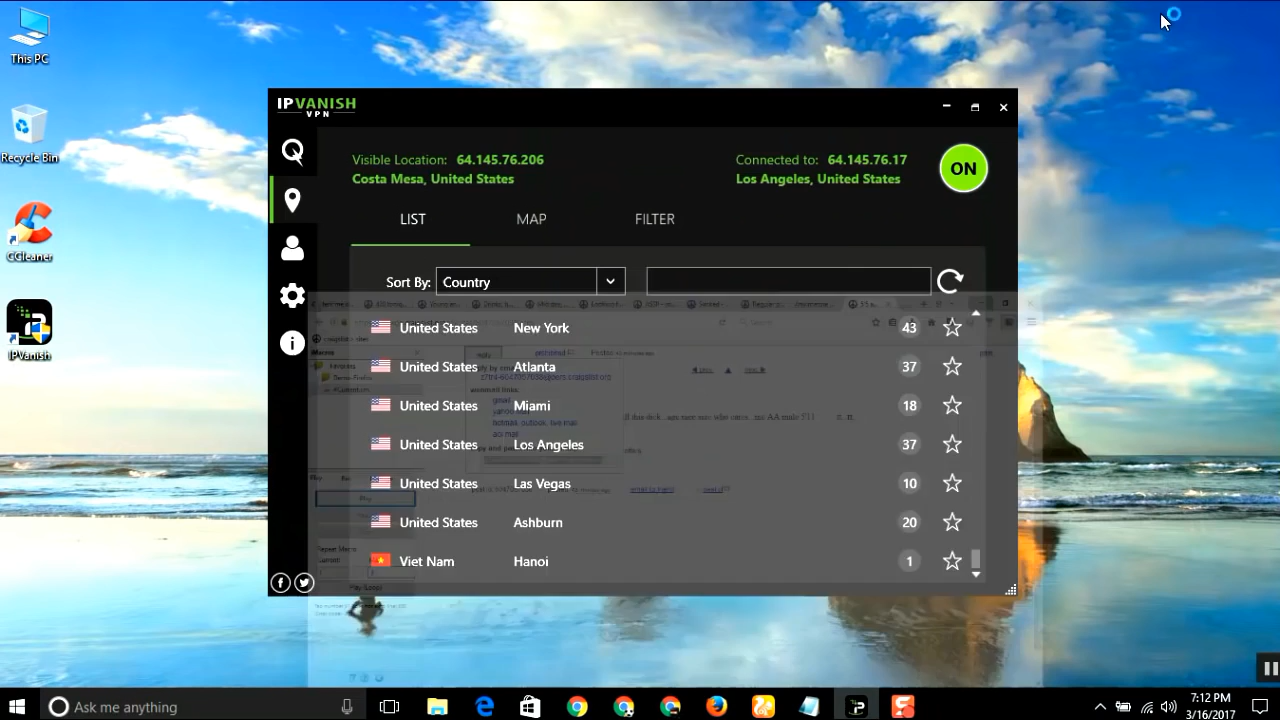 This PC
Recycle Bin
CCleaner
IPVanish
IPVANISH
VPN
Visible Location: 64.145.76.206
Costa Mesa, United States
Connected to: 64.145.76.17
Los Angeles, United States
ON
LIST MAP FILTER
Sort By: Country
United States New York 43
United States Atlanta 37
United States Miami 18
United States Los Angeles 37
United States Las Vegas 10
United States Ashburn 20
Viet Nam Hanoi 1
Ask me anything
7:12 PM
3/16/2017